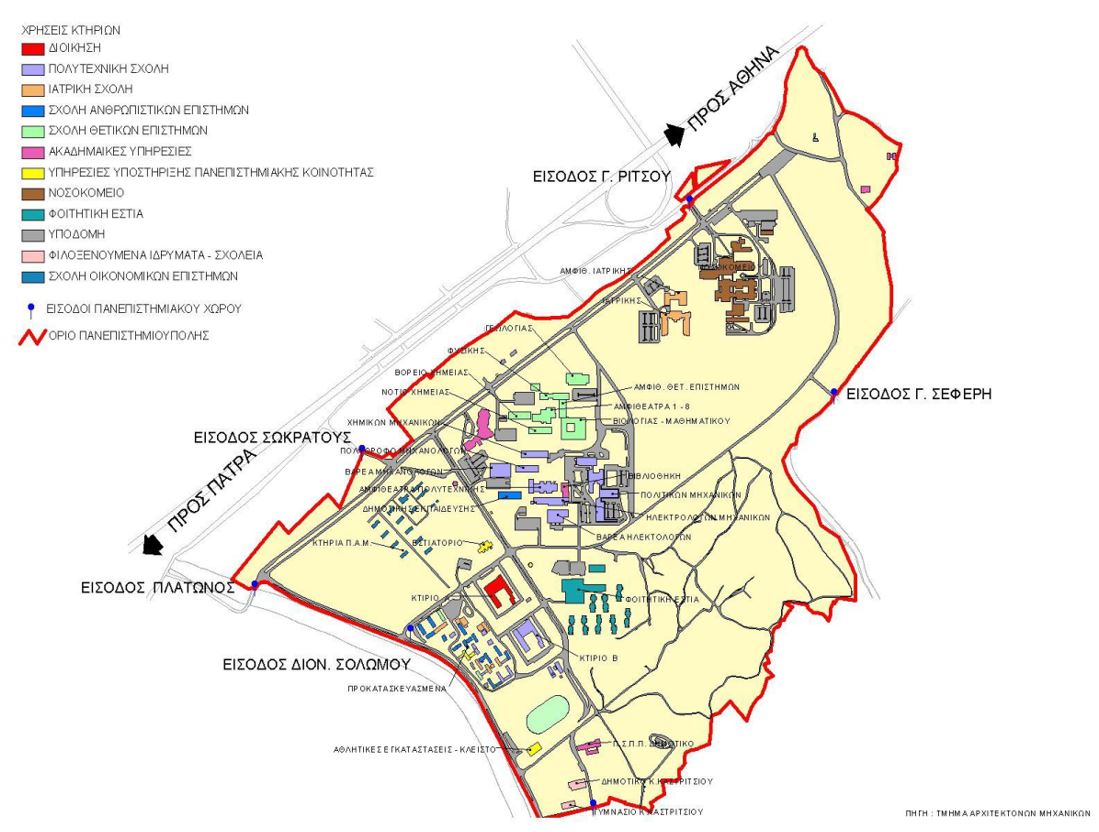 ΧΡΗΣΕΙΣ ΚΤΗΡΙΩΝ
ΔΙΟΙΚΗΣΗ
ΠΟΛΥΤΕΧΝΙΚΗ ΣΧΟΛΗ
ΙΑΤΡΙΚΗ ΣΧΟΛΗ
ΣΧΟΛΗ ΑΝΘΡΩΠΙΣΤΙΚΩΝ ΕΠΙΣΤΗΜΩΝ
ΣΧΟΛΗ ΘΕΤΙΚΩΝ ΕΠΙΣΤΗΜΩΝ
ΑΚΑΔΗΜΑΙΚΕΣ ΥΠΗΡΕΣΙΕΣ
ΥΠΗΡΕΣΙΕΣ ΥΠΟΣΤΗΡΙΞΗΣ ΠΑΝΕΠΙΣΤΗΜΙΑΚΗΣ ΚΟΙΝΟΤΗΤΑΣ
ΝΟΣΟΚΟΜΕΙΟ
ΦΟΙΤΗΤΙΚΗ ΕΣΤΙΑ
ΥΠΟΔΟΜΗ
ΦΙΛΟΞΕΝΟΥΜΕΝΑ ΙΔΡΥΜΑΤΑ - ΣΧΟΛΕΙΑ
ΣΧΟΛΗ ΟΙΚΟΝΟΜΙΚΩΝ ΕΠΙΣΤΗΜΩΝ
ΕΙΣΟΔΟΙ ΠΑΝΕΠΙΣΤΗΜΙΑΚΟΥ ΧΩΡΟΥ
ΟΡΙΟ ΠΑΝΕΠΙΣΤΗΜΙΟΥΠΟΛΗΣ
ΠΡΟΣ ΑΘΗΝΑ
ΕΙΣΟΔΟΣ Γ. ΡΙΤΣΟΥ
ΑΜΦΙΘ. ΙΑΤΡΙΚΗΣ
ΙΑΤΡΙΚΗΣ
ΓΕΩΛΟΓΙΑΣ
ΦΥΣΙΚΗΣ
ΒΟΡΕΙΟ ΧΗΜΕΙΑΣ
ΑΜΦΙΘ. ΘΕΤ. ΕΠΙΣΤΗΜΩΝ
ΝΟΤΙΟ ΧΗΜΕΙΑΣ
ΕΙΣΟΔΟΣ Γ. ΣΕΦΕΡΗ
ΑΜΦΙΘΕΑΤΡΑ 1 - 8
ΧΗΜΙΚΩΝ ΜΗΧΑΝΙΚΩΝ
ΒΙΟΛΟΓΙΑΣ - ΜΑΘΗΜΑΤΙΚΟΥ
ΕΙΣΟΔΟΣ ΣΩΚΡΑΤΟΥΣ
ΠΡΟΣ ΠΑΤΡΑ
ΒΑΡΕΑ ΜΗΧΑΝΟΛΟΓΩΝ
ΒΙΒΛΙΟΘΗΚΗ
ΑΜΦΙΘΕΑΤΡΑ ΠΟΛΥΤΕΧΝΙΚΗΣ
ΠΟΛΙΤΙΚΩΝ ΜΗΧΑΝΙΚΩΝ
ΔΗΜΟΤΙΚΗΣ ΕΚΠΑΙΔΕΥΣΗΣ
ΗΛΕΚΤΡΟΛΟΓΩΝ ΜΗΧΑΝΙΚΩΝ
ΒΑΡΕΑ ΗΛΕΚΤΟΛΟΓΩΝ
ΚΤΗΡΙΑ Π.Α.Μ.
ΕΣΤΙΑΤΟΡΙΟ
ΕΙΣΟΔΟΣ ΠΛΑΤΩΝΟΣ
ΚΤΙΡΙΟ
ΦΟΙΤΗΤΙΚΗ ΕΣΤΙΑ
ΕΙΣΟΔΟΣ ΔΙΟΝ. ΣΟΛΩΜΟΥ
ΚΤΙΡΙΟ Β
ΠΡΟΚΑΤΑΣΚΕΥΑΣΜΕΝΑ
ΑΘΛΗΤΙΚΕΣ ΕΓΚΑΤΑΣΤΑΣΕΙΣ - ΚΛΕΙΣΤΟ
Π.Σ.Π.Π. ΔΗΜΟΤΙΚΟ
ΔΗΜΟΤΙΚΟ Κ.ΚΑΣΤΡΙΤΣΙΟΥ
ΓΥΜΝΑΣΙΟ Κ.ΚΑΣΤΡΙΤΣΙΟΥ
ΠΗΓΗ : ΤΜΗΜΑ ΑΡΧΙΤΕΚΤΟΝΩΝ ΜΗΧΑΝΙΚΩΝ